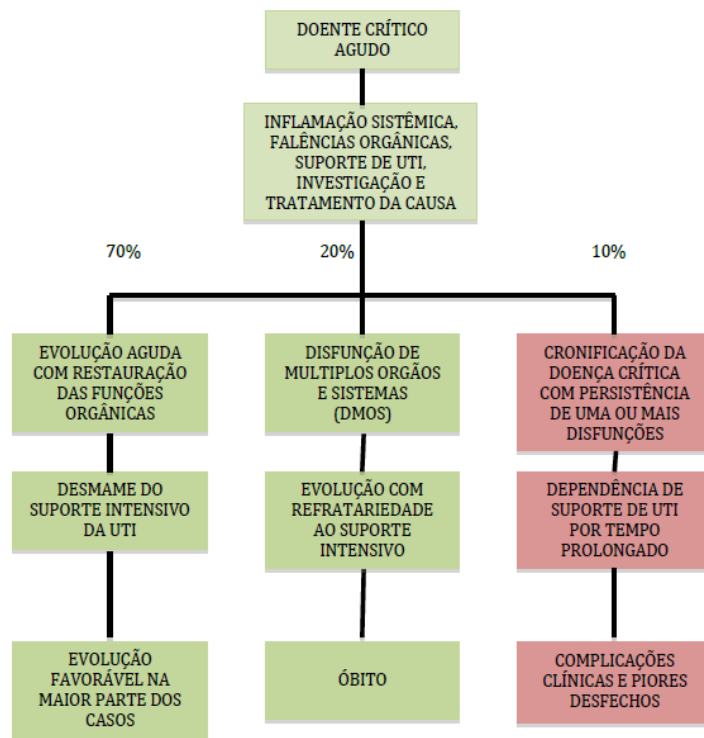 DOENTE CRÍTICO
AGUDO
INFLAMAÇÃO SISTÊMICA,
FALÊNCIAS ORGÂNICAS,
SUPORTE DE UTI,
INVESTIGAÇÃO E
TRATAMENTO DA CAUSA
70%
20%
10%
EVOLUÇÃO AGUDA
COM RESTAURAÇÃO
DAS FUNÇÕES
ORGÂNICAS
DISFUNÇÃO DE
MULTIPLOS ORGÃOS
E SISTEMAS
(DMOS)
CRONIFICAÇÃO DA
DOENÇA CRÍTICA
COM PERSISTÊNCIA
DE UMA OU MAIS
DISFUNÇÕES
DESMAME DO
SUPORTE INTENSIVO
DA UTI
EVOLUÇÃO COM
REFRATARIEDADE
AO SUPORTE
INTENSIVO
DEPENDÊNCIA DE
SUPORTE DE UTI
POR TEMPO
PROLONGADO
EVOLUÇÃO
FAVORÁVEL NA
MAIOR PARTE DOS
CASOS
ÓBITO
COMPLICAÇÕES
CLÍNICAS E PIORES
DESFECHOS